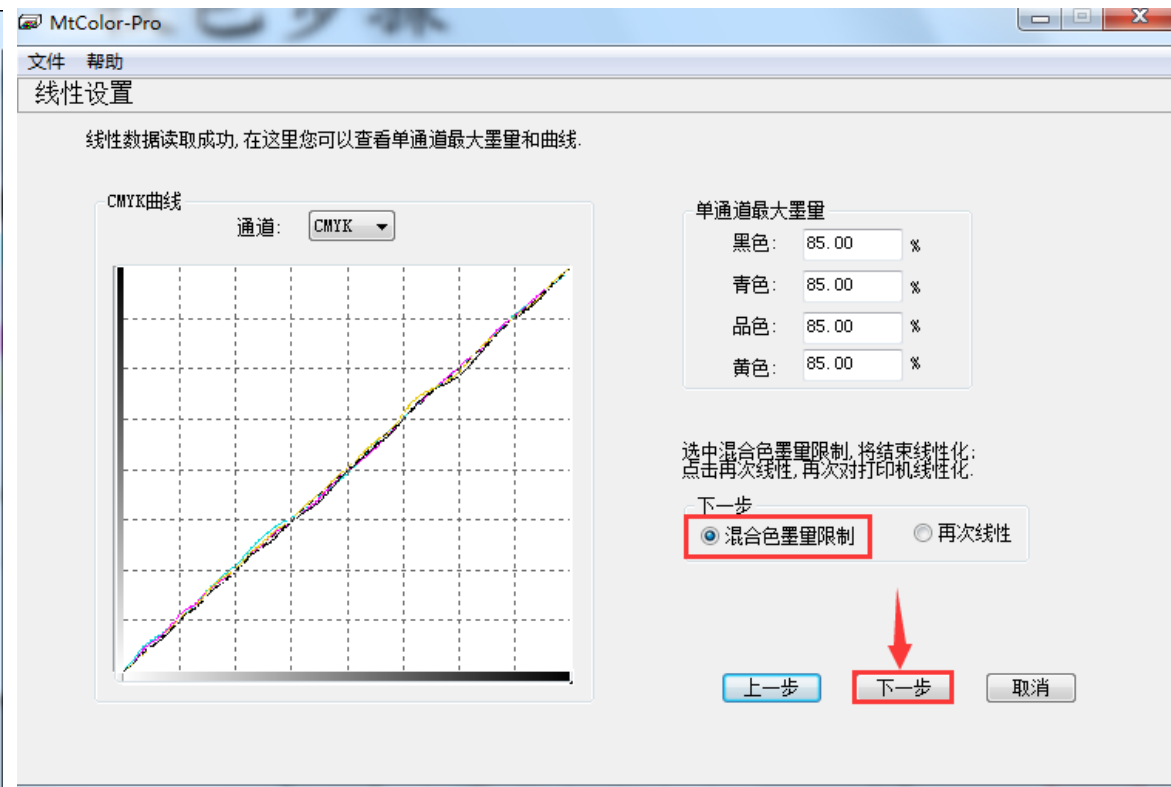 MtColor-Pro
文件 帮助
线性设置
线性数据读取成功, 在这里您可以查看单通道最大墨量和曲线.
CMYK曲线
通道: CMYK
单通道最大墨量
黑色: 85.00 %
青色: 85.00 %
品色: 85.00 %
黄色: 85.00 %
选中混合色墨量限制, 将结束线性化;
点击再次线性, 再次对打印机线性化.
下一步
混合色墨量限制 再次线性
上一步 下一步 取消